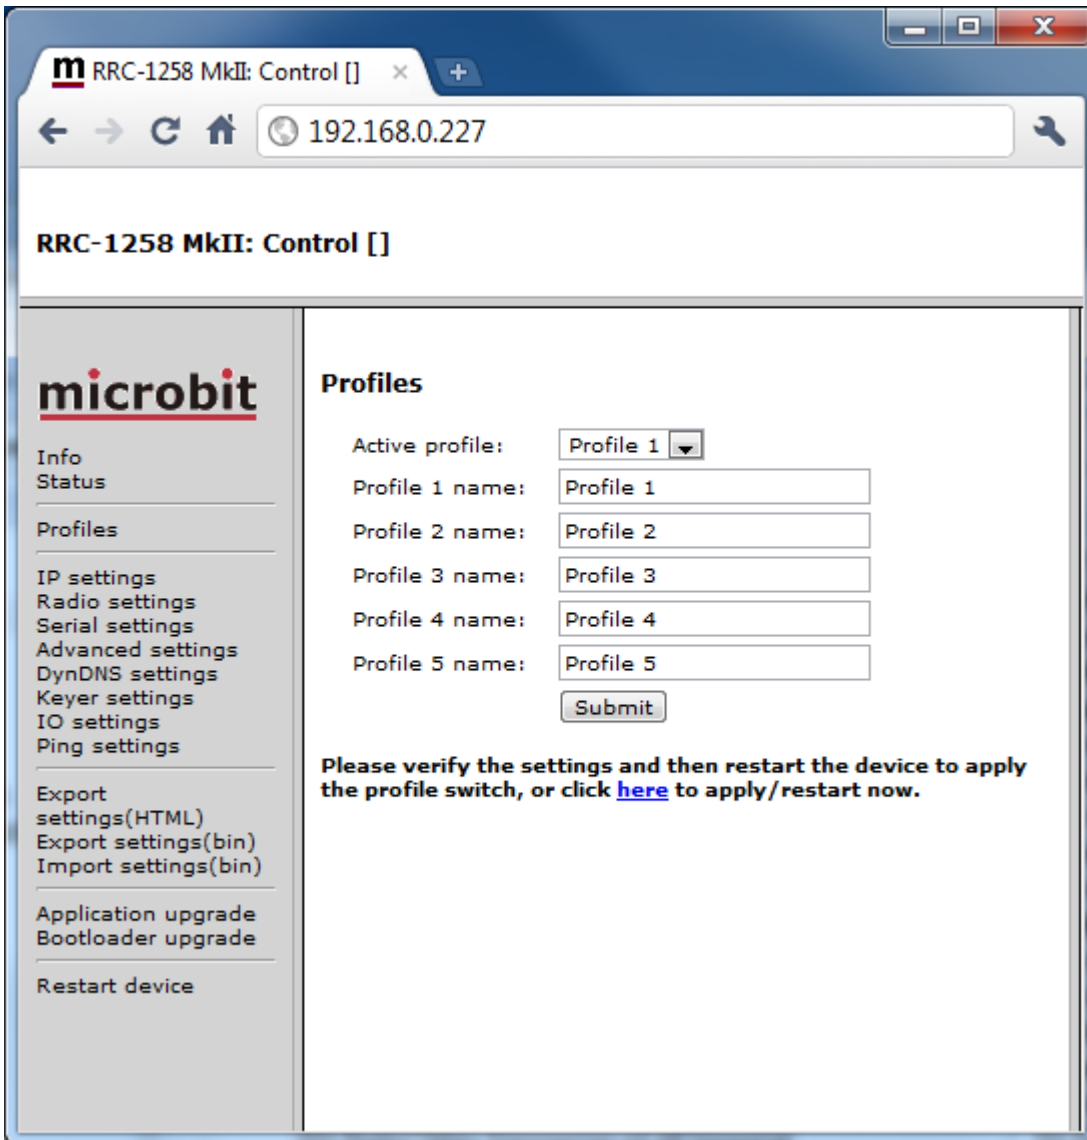 RRC-1258 MkII: Control []
192.168.0.227
RRC-1258 MkII: Control []
microbit
Info
Status
Profiles
IP settings
Radio settings
Serial settings
Advanced settings
DynDNS settings
Keyer settings
IO settings
Ping settings
Export
settings(HTML)
Export settings(bin)
Import settings(bin)
Application upgrade
Bootloader upgrade
Restart device
Profiles
Active profile: Profile 1
Profile 1 name: Profile 1
Profile 2 name: Profile 2
Profile 3 name: Profile 3
Profile 4 name: Profile 4
Profile 5 name: Profile 5
Submit
Please verify the settings and then restart the device to apply
the profile switch, or click here to apply/restart now.